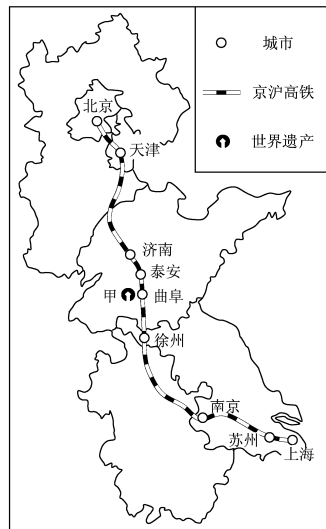 城市
京沪高铁
世界遗产
北京
天津
济南
泰安
甲
曲阜
徐州
南京
苏州
上海